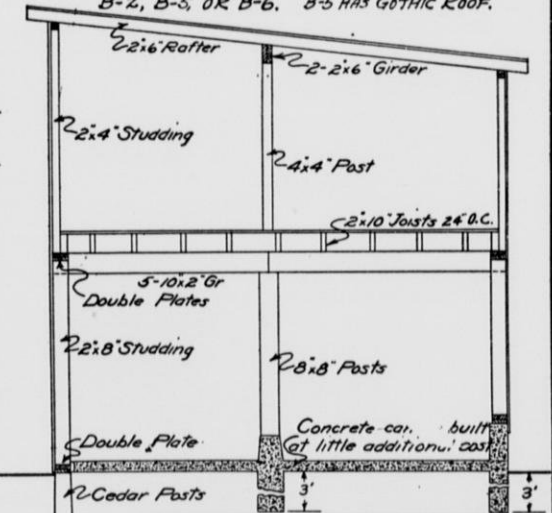 B-2, B-3, OR B-6. B-5 HAS GOTHIC ROOF.
2"x6" Rafter
2-2"x6" Girder
2"x4" Studding
4"x4" Post
2"x10" Joists 24" O.C.
5-10"x2" Gr
Double Plates
2"x8" Studding
8"x8" Posts
Concrete can built
at little additional cost
Double Plate
Cedar Posts
3'
3'